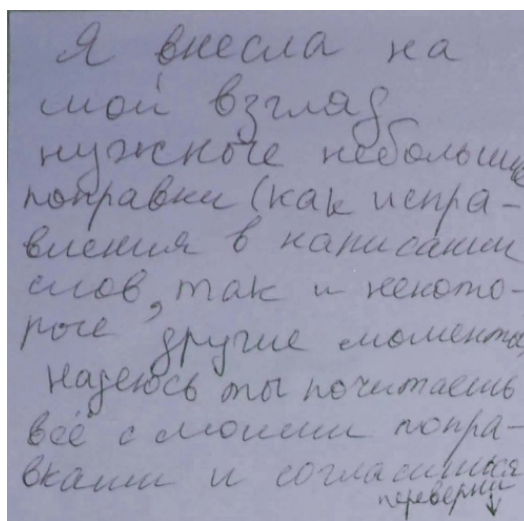 Я внесла на
мой взгляд
нужные небольшие
поправки (как испра-
вления в написании
слов, так и некото-
рые другие моменты
Надеюсь ты почитаешь
всё с моими попра-
вками и согласишься
переверни